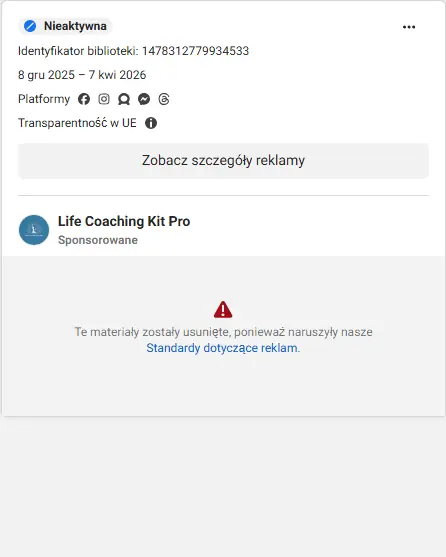 Nieaktywna
Identyfikator biblioteki: 1478312779934533
8 gru 2025 – 7 kwi 2026
Platformy
Transparentność w UE
Zobacz szczegóły reklamy
Life Coaching Kit Pro
Sponsorowane
Te materiały zostały usunięte, ponieważ naruszyły nasze
Standardy dotyczące reklam.